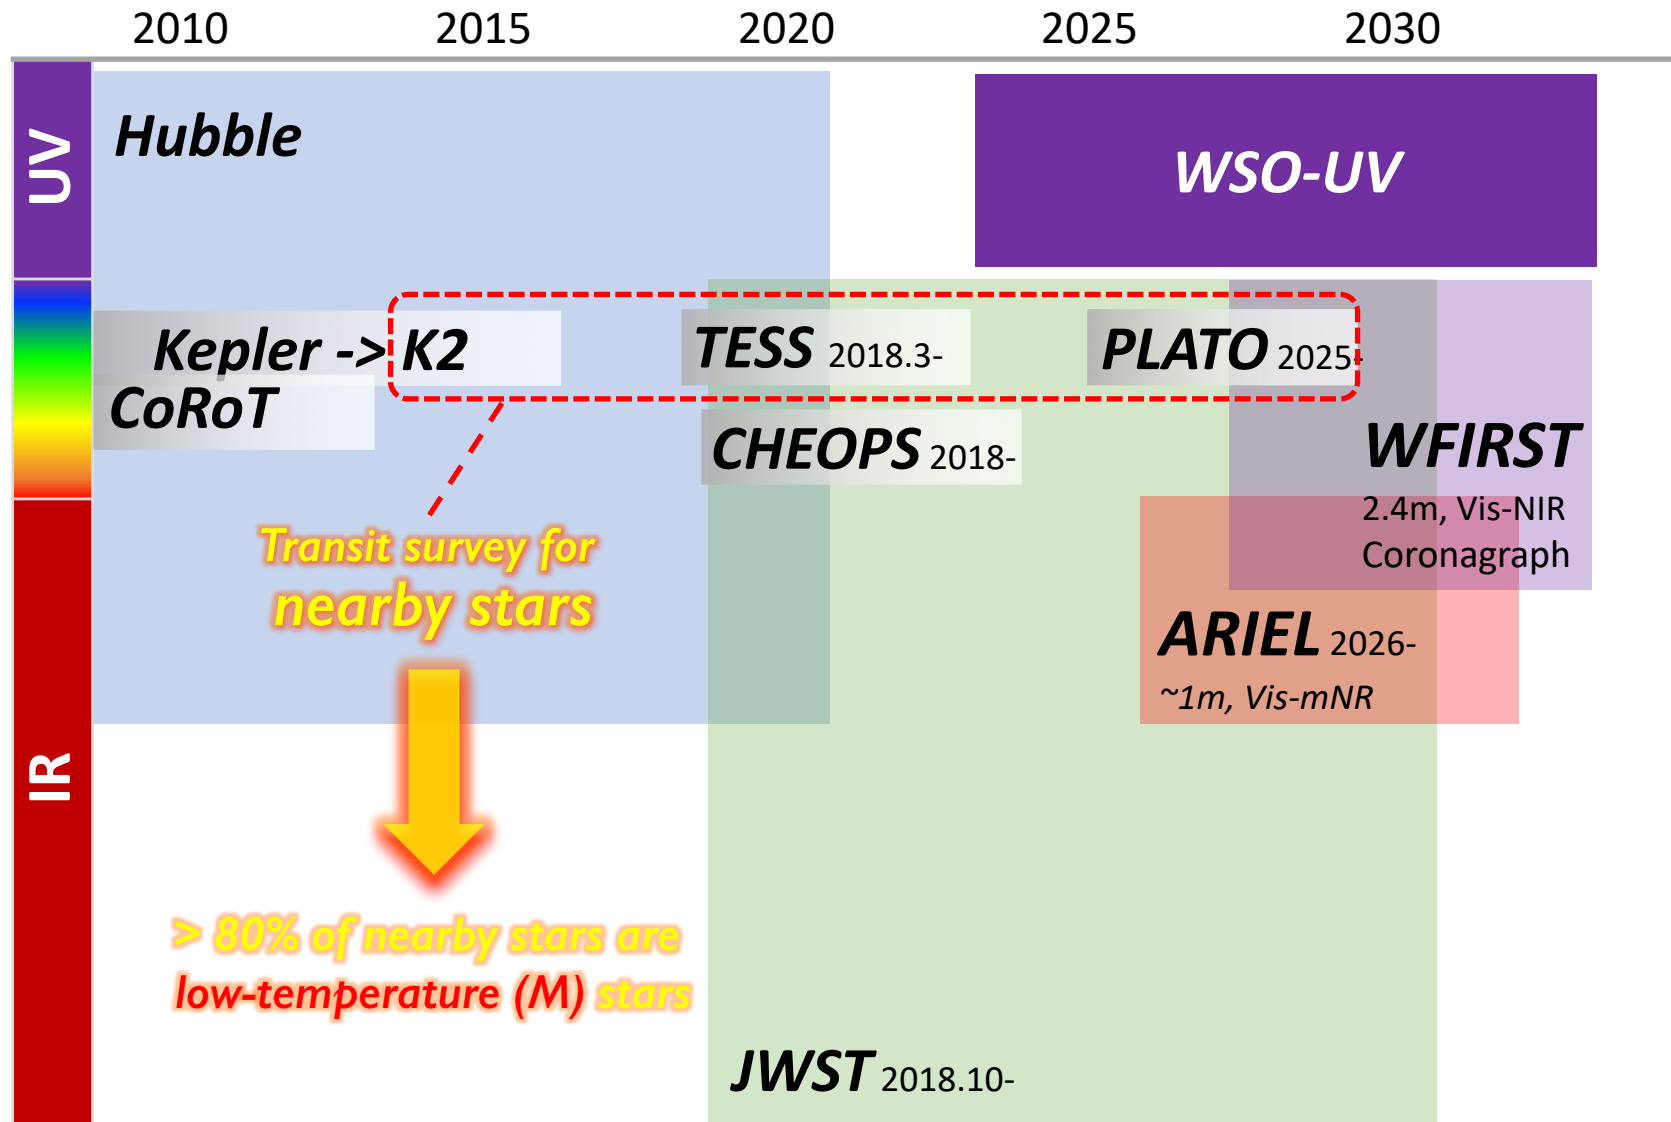 2010 2015 2020 2025 2030
UV
Hubble
WSO-UV
Kepler -> K2
TESS 2018.3-
PLATO 2025-
CoRoT
CHEOPS 2018-
WFIRST
2.4m, Vis-NIR
Coronagraph
Transit survey for
nearby stars
ARIEL 2026-
~1m, Vis-mNR
IR
> 80% of nearby stars are
low-temperature (M) stars
JWST 2018.10-